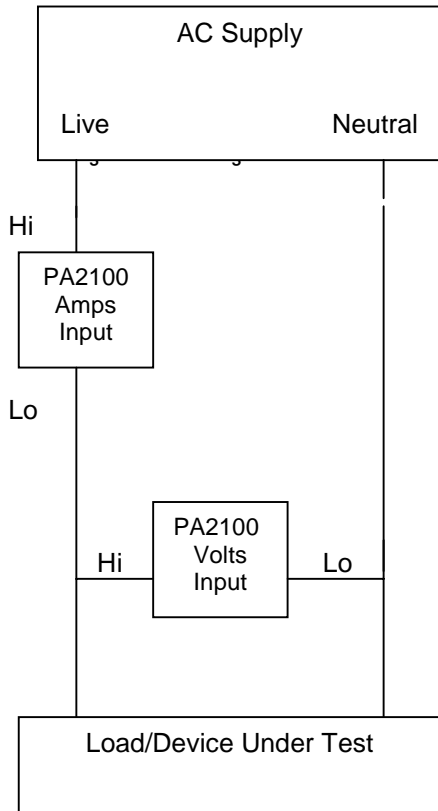 AC Supply
Live Neutral
Hi
PA2100
Amps
Input
Lo
PA2100
Volts
Input
Hi Lo
Load/Device Under Test